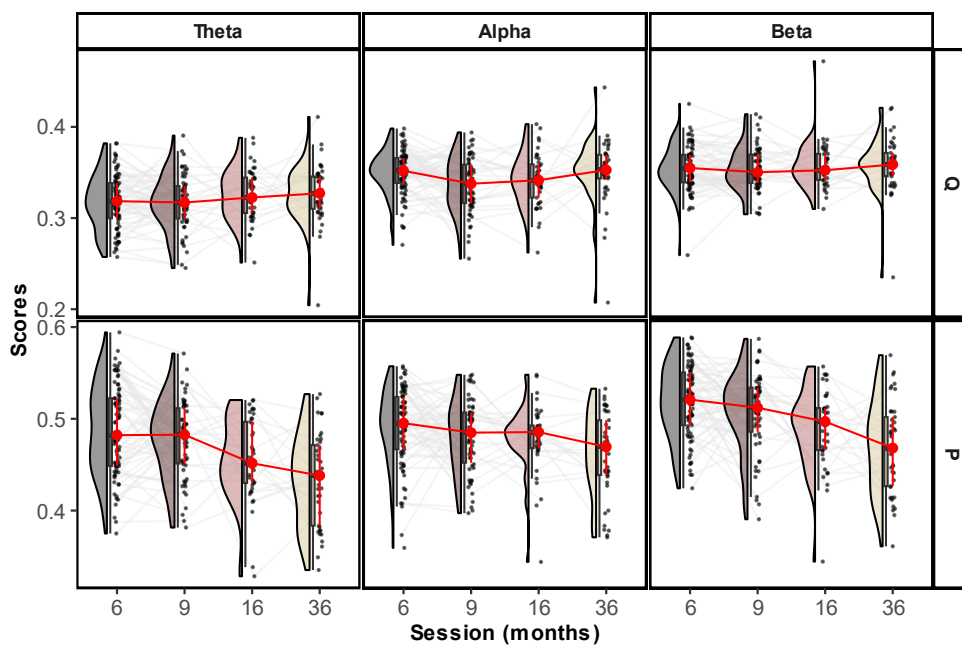 Theta Alpha Beta
0.4
0.3
0.2
Q
Scores
0.6
0.5
0.4
P
6 9 16 36 6 9 16 36 6 9 16 36
Session (months)